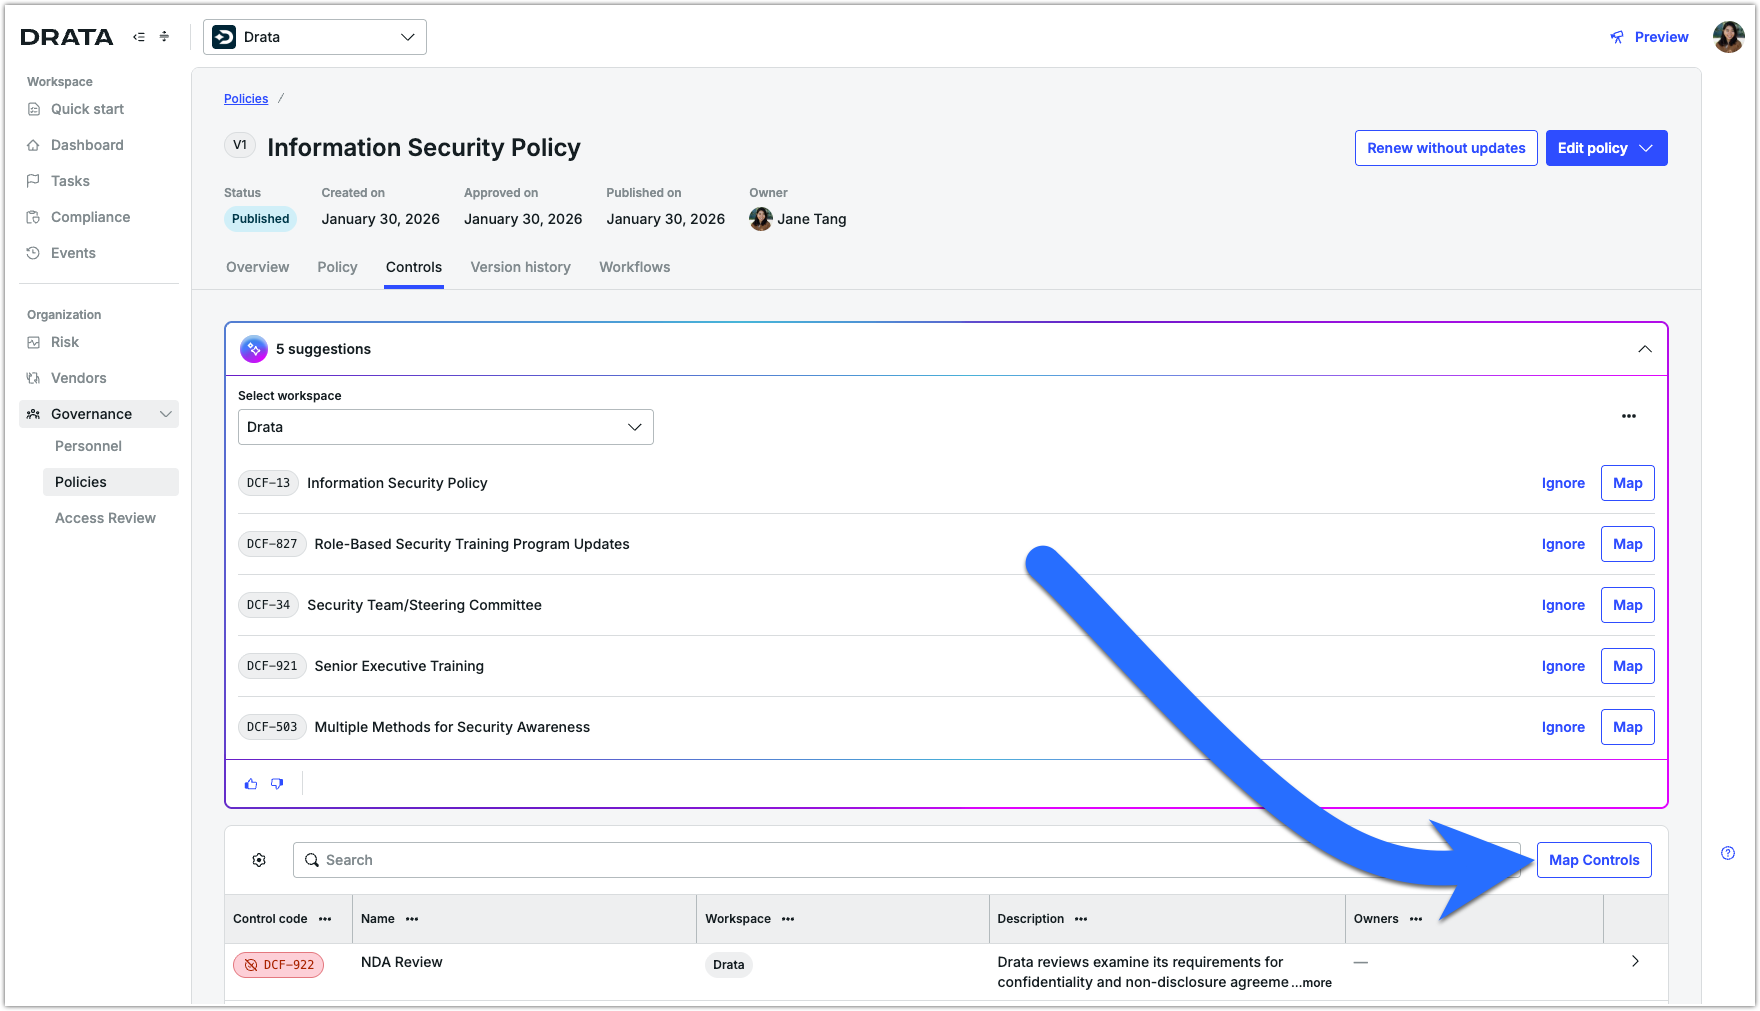 DRATA
Drata
Preview
Workspace
Quick start
Dashboard
Tasks
Compliance
Events
Organization
Risk
Vendors
Governance
Personnel
Policies
Access Review
Policies /
V1 Information Security Policy
Renew without updates
Edit policy
Status Created on Approved on Published on Owner
Published January 30, 2026 January 30, 2026 January 30, 2026 Jane Tang
Overview Policy Controls Version history Workflows
5 suggestions
Select workspace
Drata
DCF-13 Information Security Policy Ignore Map
DCF-827 Role-Based Security Training Program Updates Ignore Map
DCF-34 Security Team/Steering Committee Ignore Map
DCF-921 Senior Executive Training Ignore Map
DCF-503 Multiple Methods for Security Awareness Ignore Map
Search
Map Controls
Control code Name Workspace Description Owners
DCF-922 NDA Review Drata Drata reviews examine its requirements for —
confidentiality and non-disclosure agreeme ...more